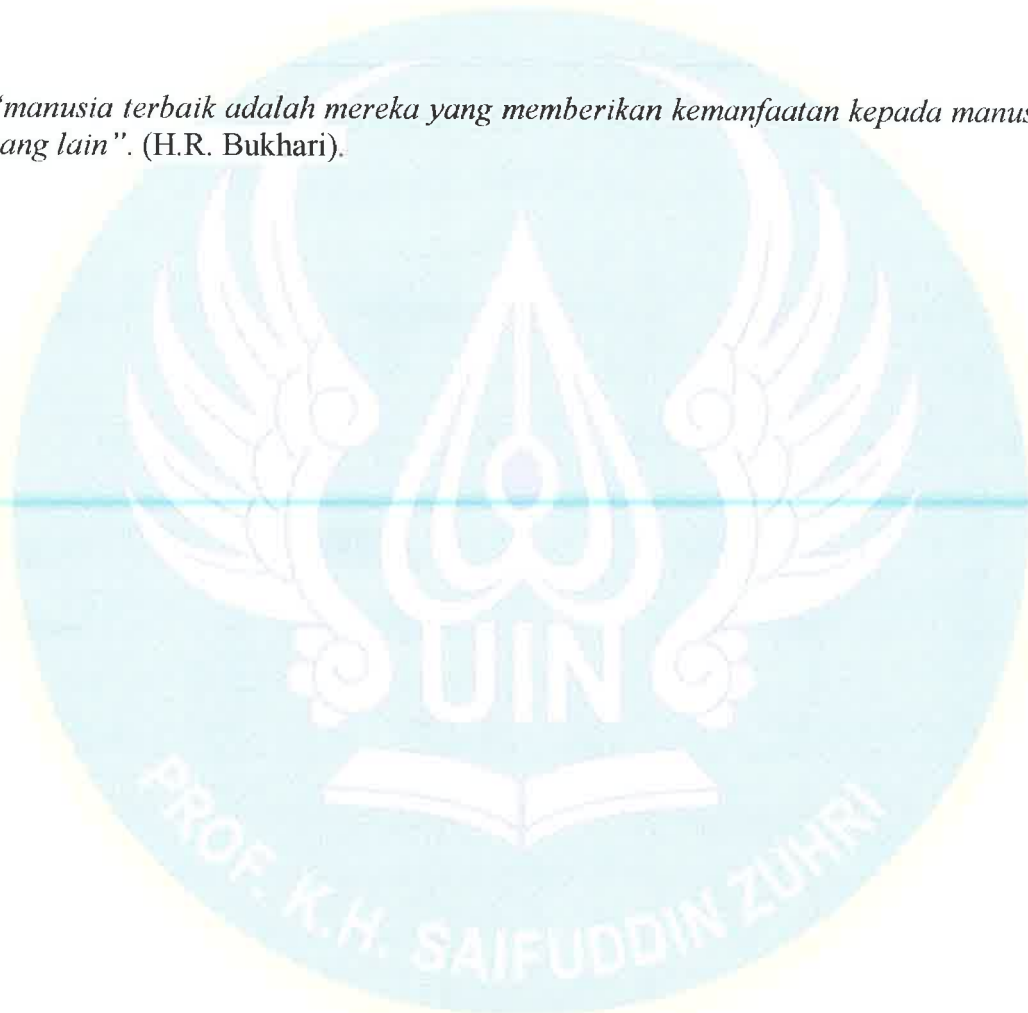 “manusia terbaik adalah mereka yang memberikan kemanfaatan kepada manus
ang lain”. (H.R. Bukhari).
UIN
PROF. K.H. SAIFUDDIN ZUHRI